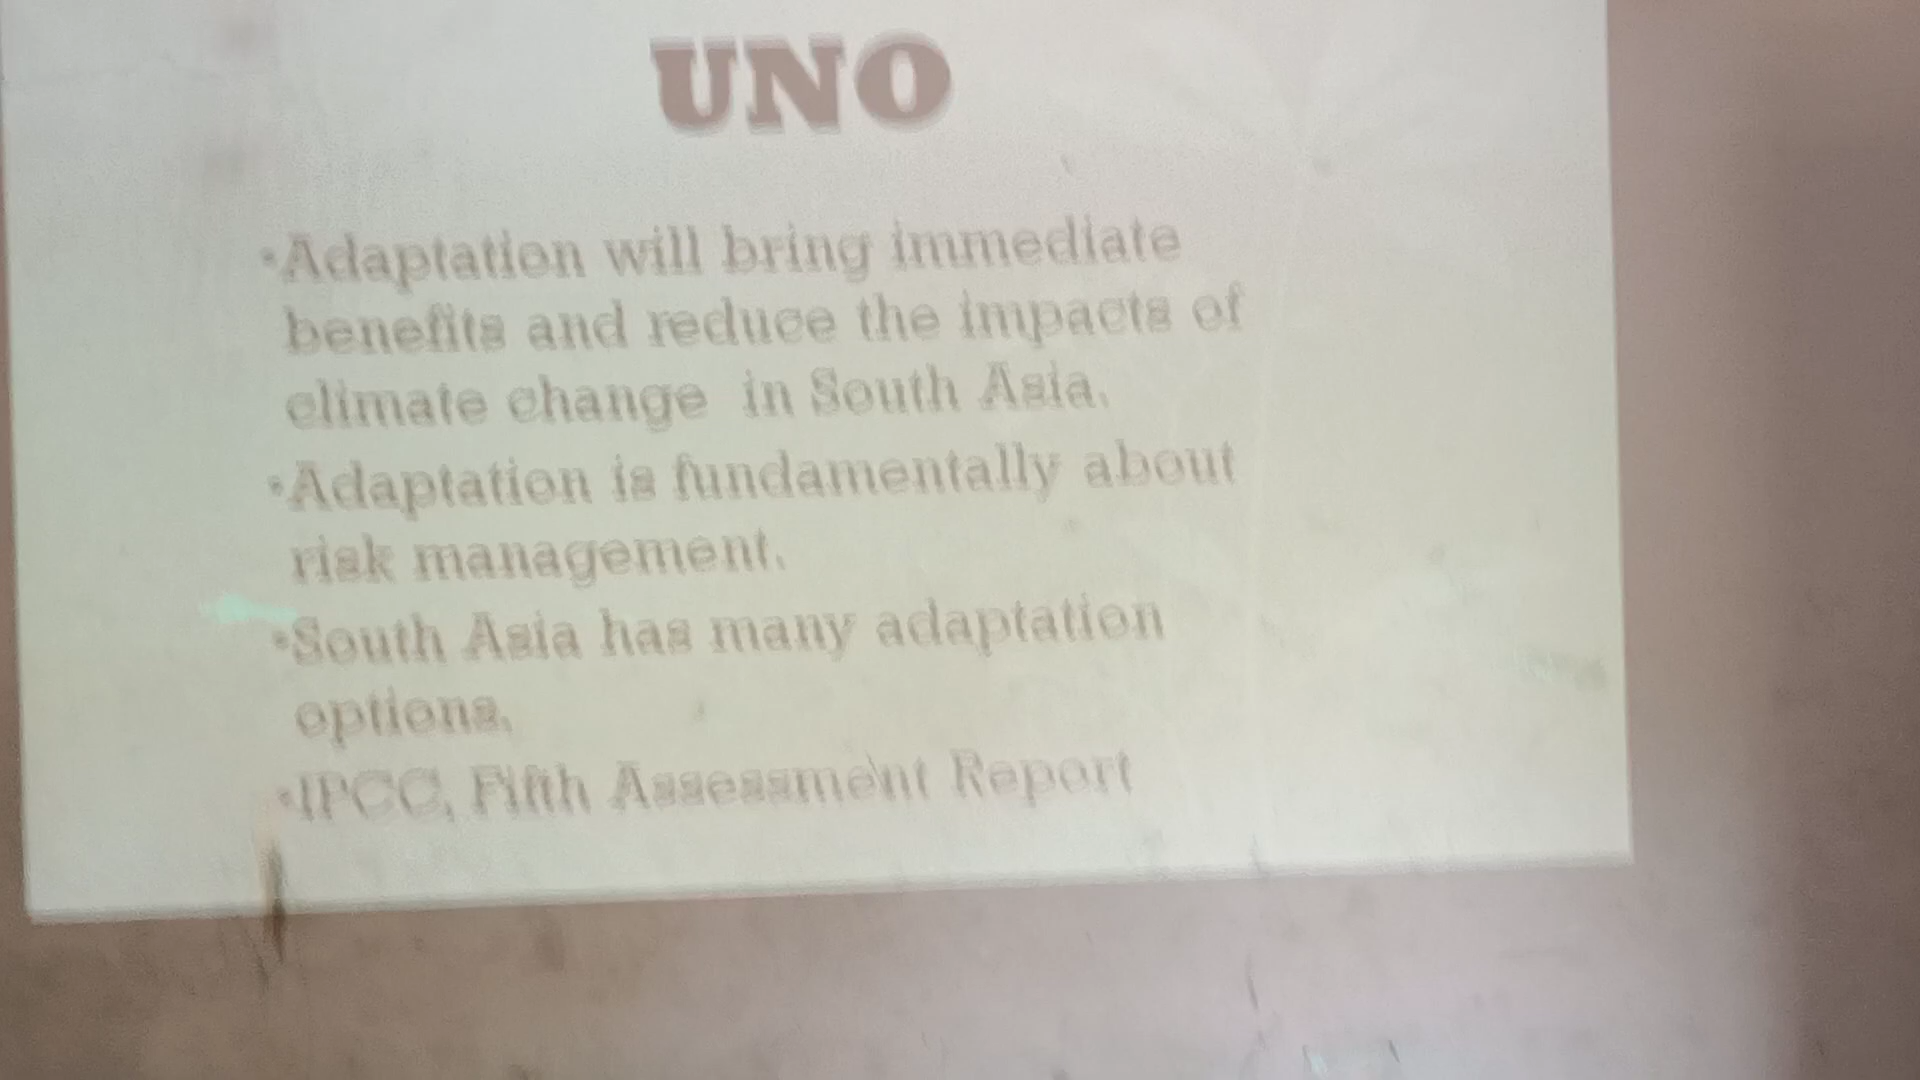 UNO
•Adaptation will bring immediate
benefits and reduce the impacts of
climate change in South Asia.
•Adaptation is fundamentally about
risk management.
•South Asia has many adaptation
options.
•IPCC, Fifth Assessment Report